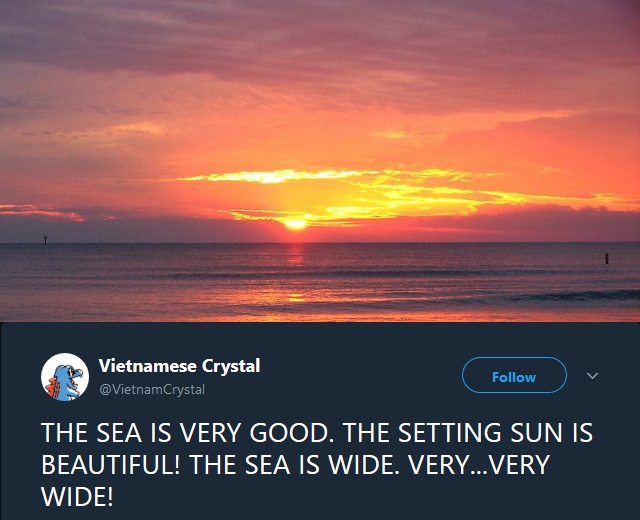 Vietnamese Crystal
@VietnamCrystal
Follow
THE SEA IS VERY GOOD. THE SETTING SUN IS
BEAUTIFUL! THE SEA IS WIDE. VERY...VERY
WIDE!